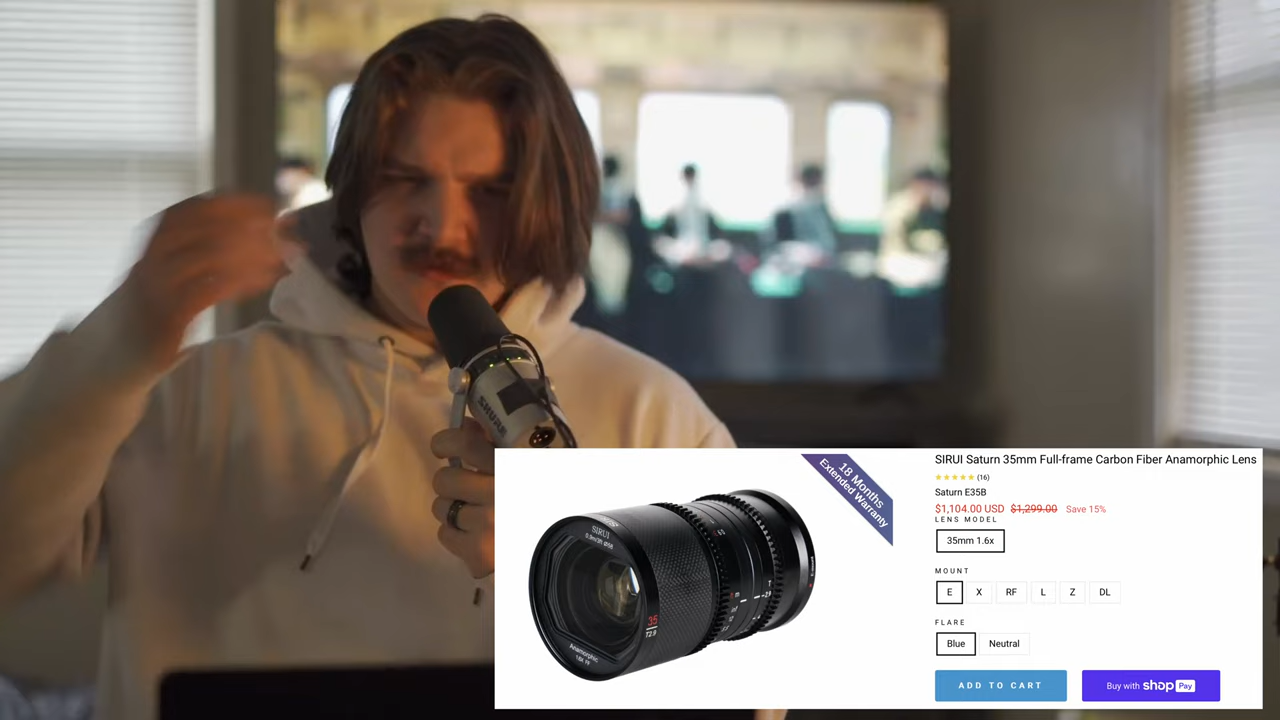 SHURE
18 Months
Extended Warranty
SIRUI
35
T2.9
Anamorphic
SIRUI Saturn 35mm Full-frame Carbon Fiber Anamorphic Lens
(16)
Saturn E35B
$1,104.00 USD $1,299.00 Save 15%
LENS MODEL
35mm 1.6x
MOUNT
E X RF L Z DL
FLARE
Blue Neutral
ADD TO CART Buy with shop Pay